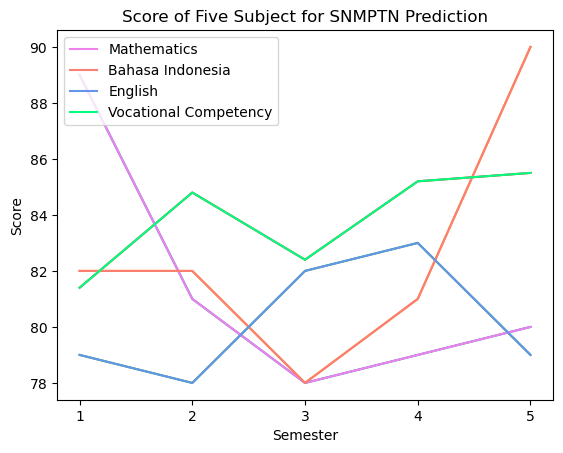 Score of Five Subject for SNMPTN Prediction
Mathematics
Bahasa Indonesia
English
Vocational Competency
90
88
86
84
82
80
78
Score
1 2 3 4 5
Semester